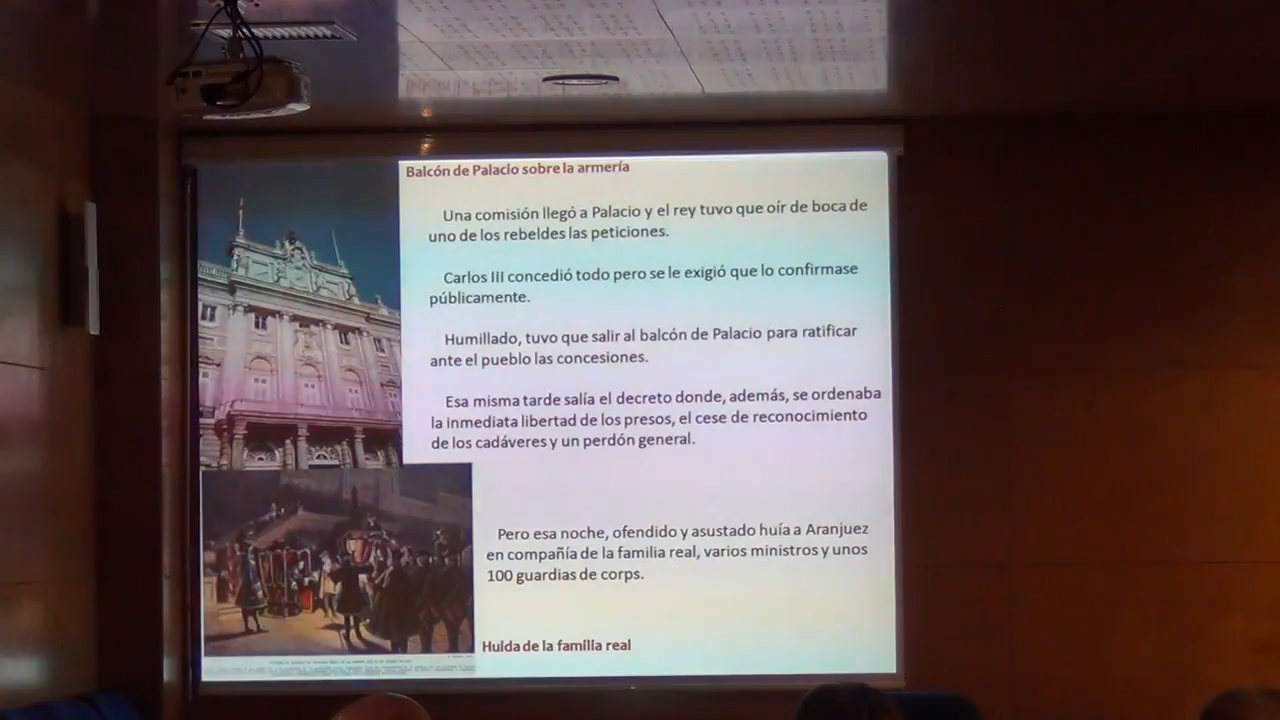 Balcón de Palacio sobre la armería
Una comisión llegó a Palacio y el rey tuvo que oír de boca de
uno de los rebeldes las peticiones.
Carlos III concedió todo pero se le exigió que lo confirmase
públicamente.
Humillado, tuvo que salir al balcón de Palacio para ratificar
ante el pueblo las concesiones.
Esa misma tarde salía el decreto donde, además, se ordenaba
la inmediata libertad de los presos, el cese de reconocimiento
de los cadáveres y un perdón general.
Pero esa noche, ofendido y asustado huía a Aranjuez
en compañía de la familia real, varios ministros y unos
100 guardias de corps.
Huida de la familia real